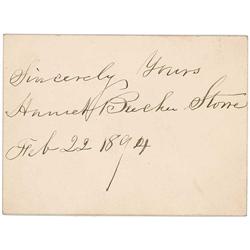 Sincerely Yours
Harriet Beecher Stowe
Feb 22 1894